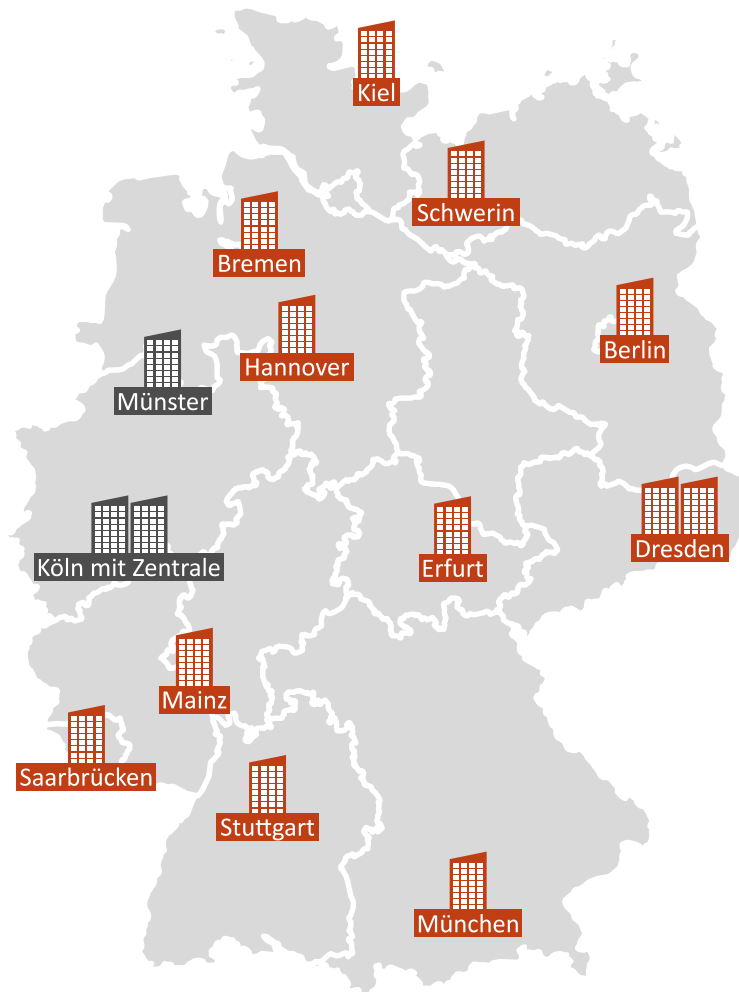 Kiel
Schwerin
Bremen
Berlin
Hannover
Münster
Dresden
Köln mit Zentrale
Erfurt
Mainz
Saarbrücken
Stuttgart
München